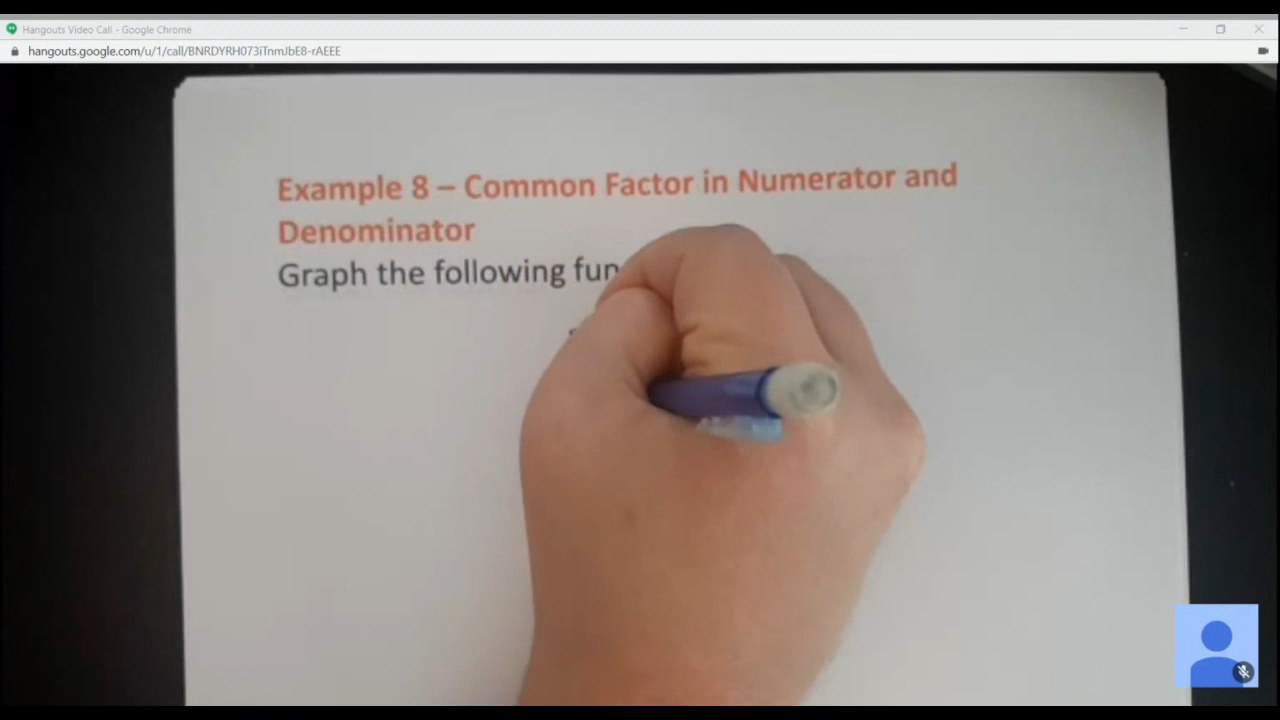 Hangouts Video Call - Google Chrome
hangouts.google.com/u/1/call/BNRDYRH073iTnmJbE8-rAEEE
Example 8 – Common Factor in Numerator and
Denominator
Graph the following fun